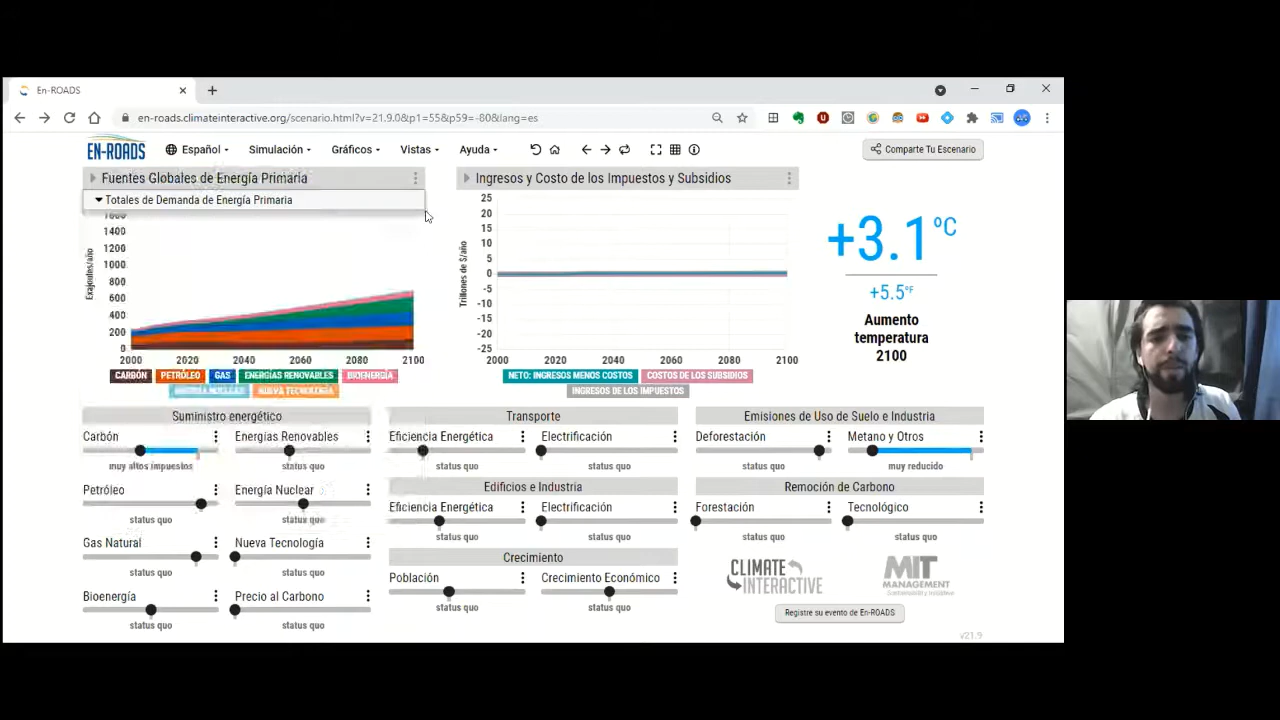 En-ROADS
en-roads.climateinteractive.org/scenario.html?v=21.9.0&p1=55&p59=-80&lang=es
EN-ROADS
Español
Simulación
Gráficos
Vistas
Ayuda
Comparte Tu Escenario
Fuentes Globales de Energía Primaria
Totales de Demanda de Energía Primaria
Exajoules/año
1600
1400
1200
1000
800
600
400
200
0
2000 2020 2040 2060 2080 2100
CARBÓN PETRÓLEO GAS ENERGÍAS RENOVABLES BIOENERGÍA
NUEVA TECNOLOGÍA
Ingresos y Costo de los Impuestos y Subsidios
Trillones de $/año
25
20
15
10
5
0
-5
-10
-15
-20
-25
2000 2020 2040 2060 2080 2100
NETO: INGRESOS MENOS COSTOS COSTOS DE LOS SUBSIDIOS
INGRESOS DE LOS IMPUESTOS
+3.1 ºC
+5.5°F
Aumento
temperatura
2100
Suministro energético
Carbón
muy altos impuestos
Energías Renovables
status quo
Petróleo
status quo
Energía Nuclear
status quo
Gas Natural
status quo
Nueva Tecnología
status quo
Bioenergía
status quo
Precio al Carbono
status quo
Transporte
Eficiencia Energética
status quo
Electrificación
status quo
Edificios e Industria
Eficiencia Energética
status quo
Electrificación
status quo
Crecimiento
Población
status quo
Crecimiento Económico
status quo
Emisiones de Uso de Suelo e Industria
Deforestación
status quo
Metano y Otros
muy reducido
Remoción de Carbono
Forestación
status quo
Tecnológico
status quo
CLIMATE
INTERACTIVE
MIT
MANAGEMENT
Registre su evento de En-ROADS
v21.9